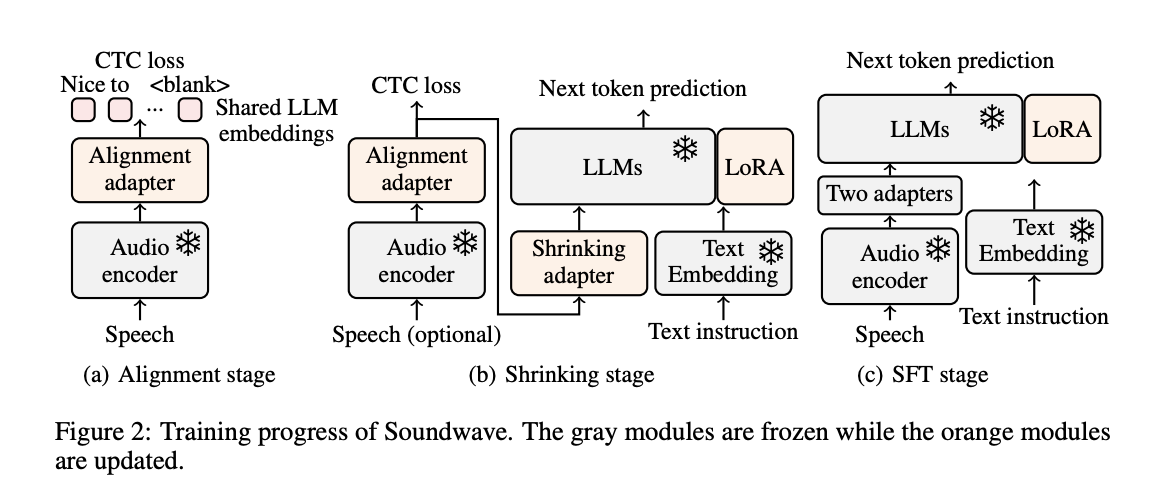 CTC loss
Nice to <blank>
...
Shared LLM
embeddings
Alignment
adapter
Audio
encoder
Speech
(a) Alignment stage
CTC loss
Alignment
adapter
Audio
encoder
Speech (optional)
Next token prediction
LLMs
LoRA
Shrinking
adapter
Text
Embedding
Text instruction
(b) Shrinking stage
Next token prediction
LLMs
LoRA
Two adapters
Audio
encoder
Speech
Text
Embedding
Text instruction
(c) SFT stage
Figure 2: Training progress of Soundwave. The gray modules are frozen while the orange modules
are updated.